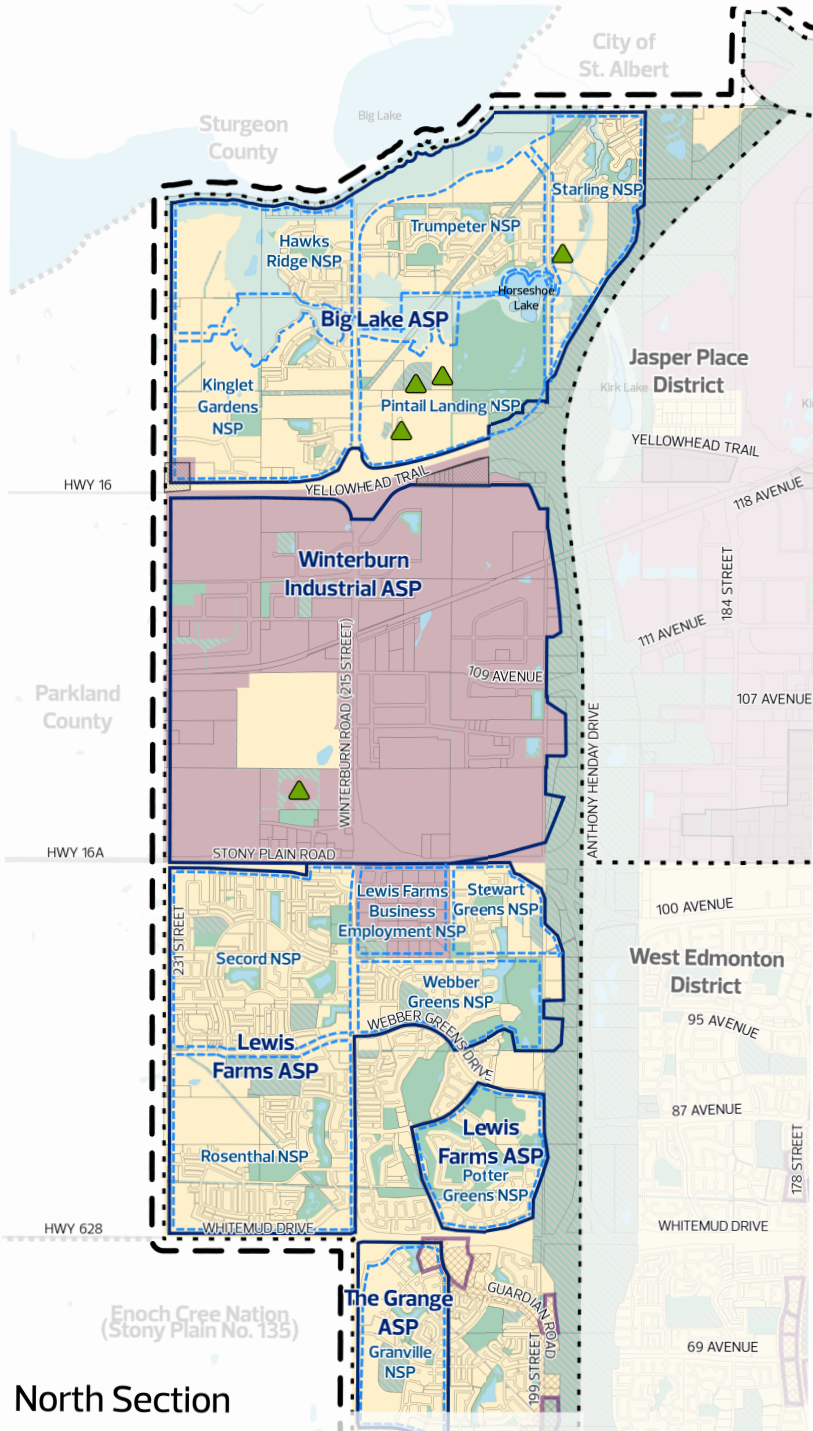 City of
St. Albert
Big Lake
Sturgeon
County
Starling NSP
Trumpeter NSP
Hawks
Ridge NSP
Horseshoe
Lake
Big Lake ASP
Jasper Place
District
Kirk Lake
Kinglet
Gardens
NSP
Pintail Landing NSP
YELLOWHEAD TRAIL
YELLOWHEAD TRAIL
HWY 16
118 AVENUE
Winterburn
Industrial ASP
184 STREET
111 AVENUE
WINTERBURN ROAD (215 STREET)
109 AVENUE
Parkland
County
107 AVENUE
ANTHONY HENDAY DRIVE
HWY 16A
STONY PLAIN ROAD
Lewis Farms
Business
Employment NSP
Stewart
Greens NSP
100 AVENUE
231 STREET
Secord NSP
West Edmonton
District
Webber
Greens NSP
WEBBER GREENS DRIVE
95 AVENUE
Lewis
Farms ASP
87 AVENUE
Lewis
Farms ASP
Potter
Greens NSP
Rosenthal NSP
178 STREET
HWY 628
WHITEMUD DRIVE
WHITEMUD DRIVE
The Grange
ASP
Granville
NSP
GUARDIAN ROAD
199 STREET
69 AVENUE
Enoch Cree Nation
(Stony Plain No. 135)
North Section